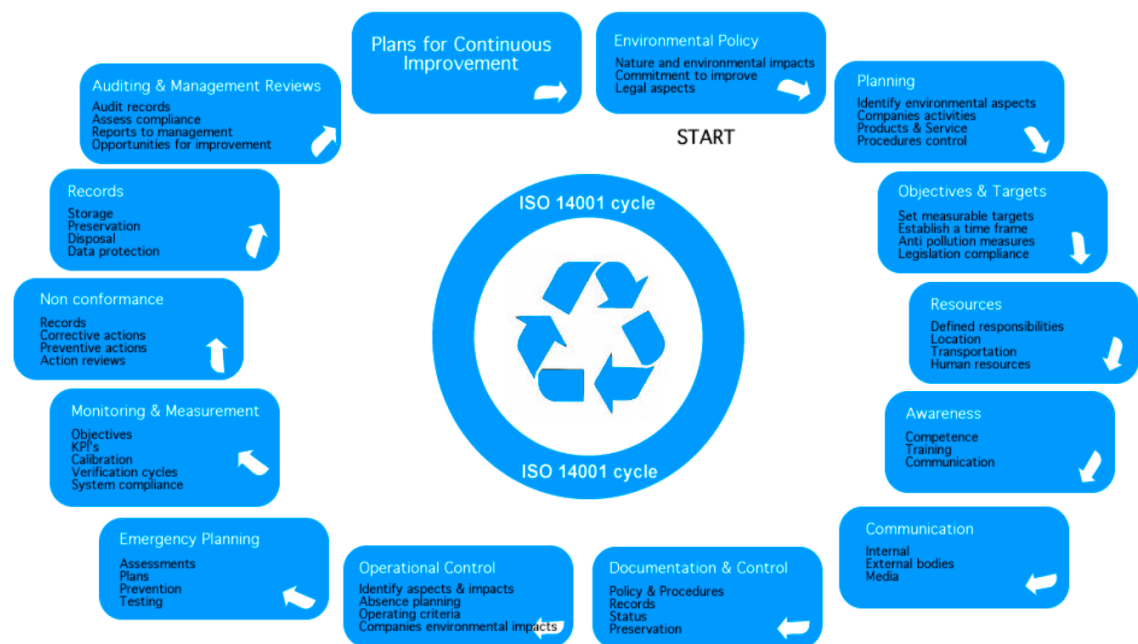 Plans for Continuous
Improvement
Environmental Policy
Nature and environmental impacts
Commitment to improve
Legal aspects
START
Planning
Identify environmental aspects
Companies activities
Products & Service
Procedures control
Objectives & Targets
Set measurable targets
Establish a time frame
Anti pollution measures
Legislation compliance
Resources
Defined responsibilities
Location
Transportation
Human resources
Awareness
Competence
Training
Communication
Communication
Internal
External bodies
Media
Documentation & Control
Policy & Procedures
Records
Status
Preservation
Operational Control
Identify aspects & impacts
Absence planning
Operating criteria
Companies environmental impacts
Emergency Planning
Assessments
Plans
Prevention
Testing
Monitoring & Measurement
Objectives
KPI's
Calibration
Verification cycles
System compliance
Non conformance
Records
Corrective actions
Preventive actions
Action reviews
Records
Storage
Preservation
Disposal
Data protection
Auditing & Management Reviews
Audit records
Assess compliance
Reports to management
Opportunities for improvement
ISO 14001 cycle
ISO 14001 cycle